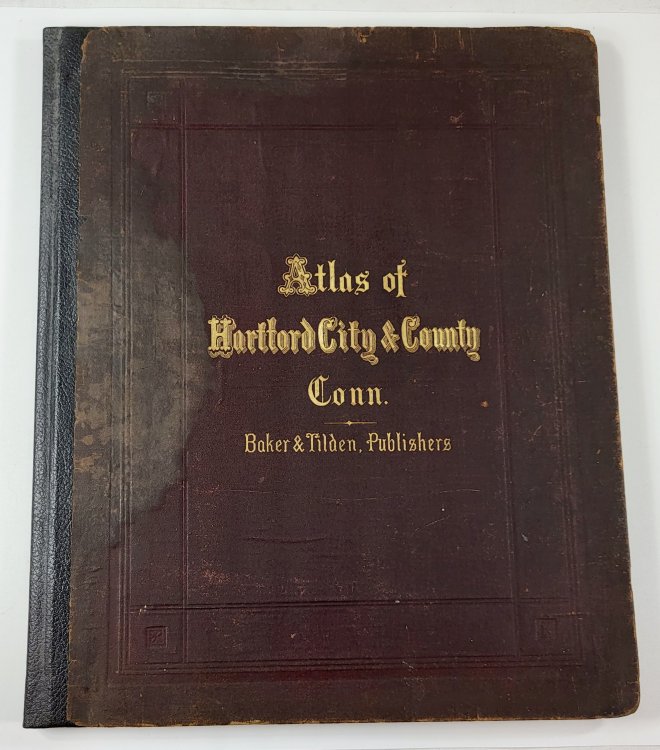 Atlas of
Hartford City & County
Conn.
Baker & Tilden, Publishers